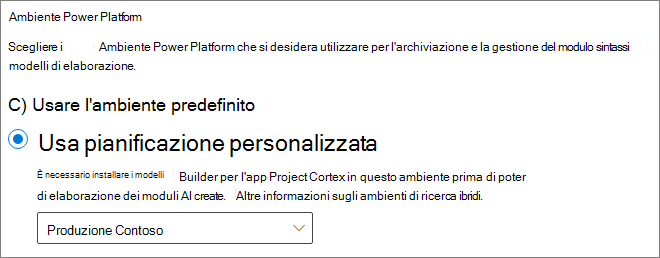 Ambiente Power Platform
Scegliere i Ambiente Power Platform che si desidera utilizzare per l'archiviazione e la gestione del modulo sintassi
modelli di elaborazione.
C) Usare l'ambiente predefinito
Usa pianificazione personalizzata
È necessario installare i modelli Builder per l'app Project Cortex in questo ambiente prima di poter
di elaborazione dei moduli AI create. Altre informazioni sugli ambienti di ricerca ibridi.
Produzione Contoso